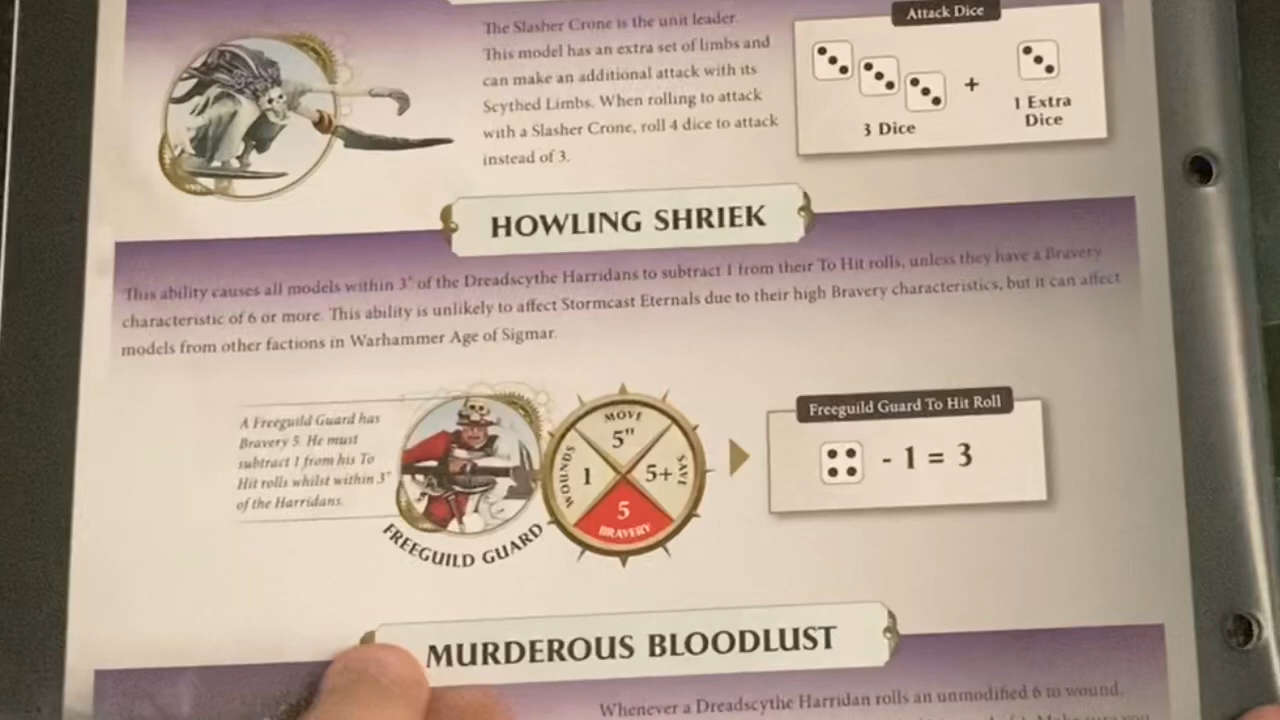 The Slasher Crone is the unit leader.
This model has an extra set of limbs and
can make an additional attack with its
Scythed Limbs. When rolling to attack
with a Slasher Crone, roll 4 dice to attack
instead of 3.
Attack Dice
+
3 Dice
1 Extra
Dice
HOWLING SHRIEK
This ability causes all models within 3" of the Dreadscythe Harridans to subtract 1 from their To Hit rolls, unless they have a Bravery
characteristic of 6 or more. This ability is unlikely to affect Stormcast Eternals due to their high Bravery characteristics, but it can affect
models from other factions in Warhammer Age of Sigmar.
A Freeguild Guard has
Bravery 5. He must
subtract 1 from his To
Hit rolls whilst within 3"
of the Harridans.
FREEGUILD GUARD
MOVE
5"
WOUNDS
1
5+
SAVE
5
BRAVERY
Freeguild Guard To Hit Roll
- 1 = 3
MURDEROUS BLOODLUST
Whenever a Dreadscythe Harridan rolls an unmodified 6 to wound,